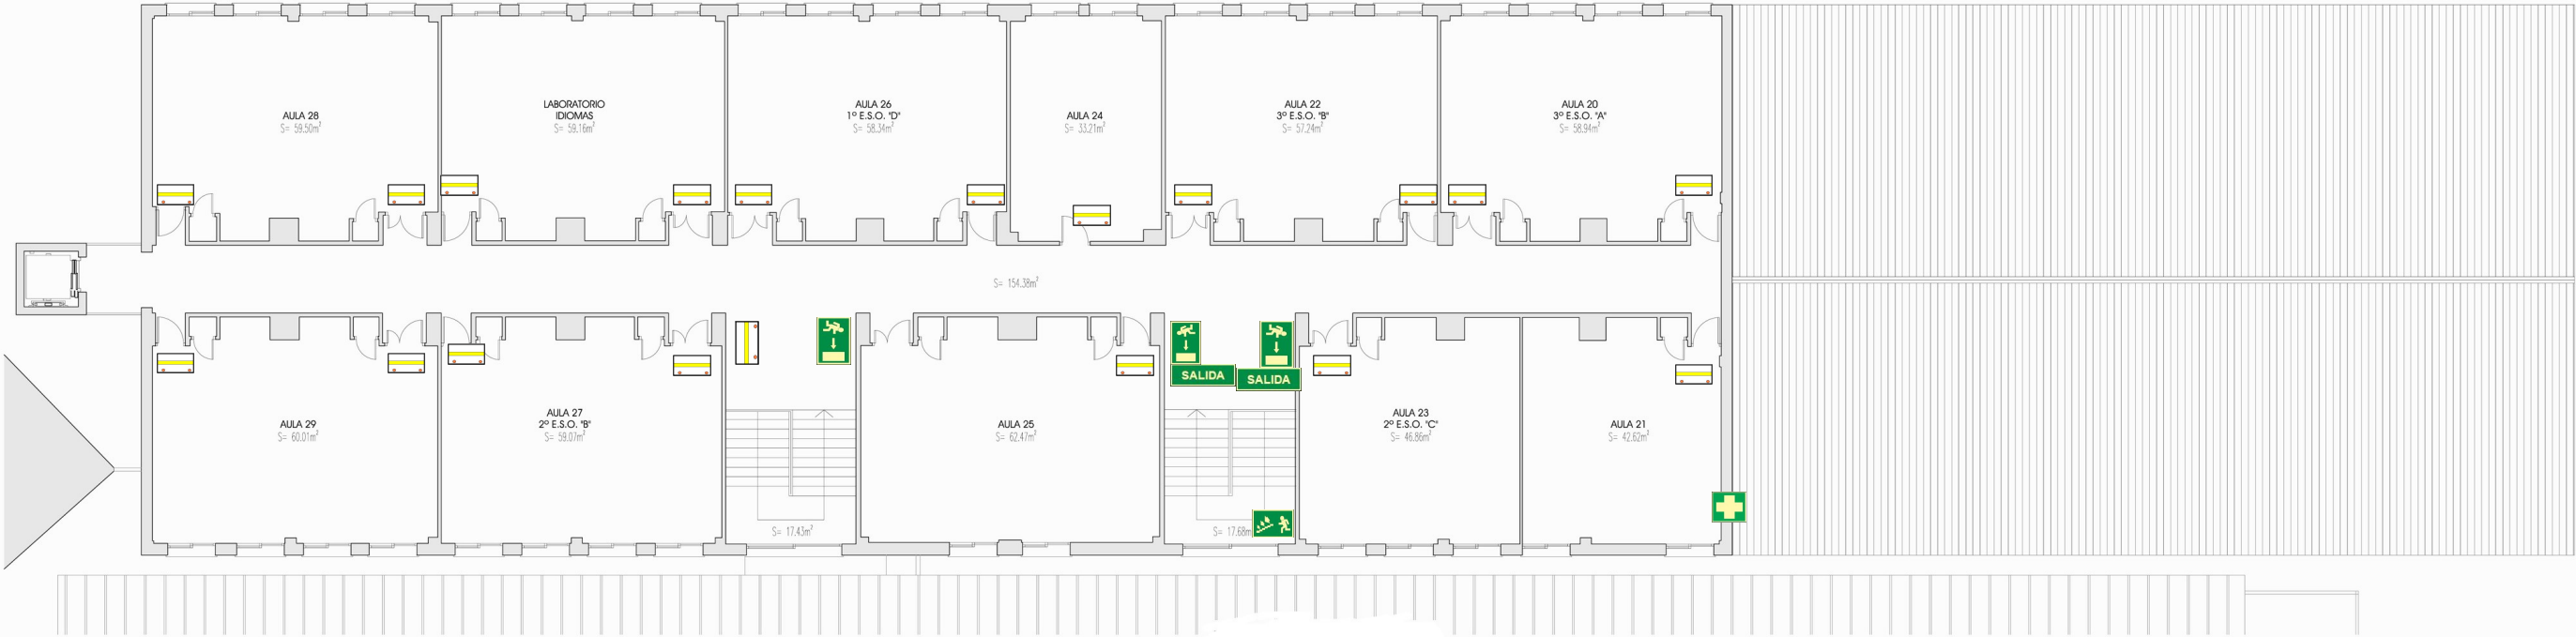 AULA 28
S= 59.50m²
LABORATORIO
IDIOMAS
S= 59.16m²
AULA 26
1º E.S.O. "D"
S= 58.34m²
AULA 24
S= 33.21m²
AULA 22
3º E.S.O. "B"
S= 57.24m²
AULA 20
3º E.S.O. "A"
S= 58.94m²
S= 154.38m²
SALIDA
SALIDA
AULA 29
S= 60.01m²
AULA 27
2º E.S.O. "B"
S= 59.07m²
AULA 25
S= 62.47m²
AULA 23
2º E.S.O. "C"
S= 46.86m²
AULA 21
S= 42.62m²
S= 17.43m²
S= 17.68m